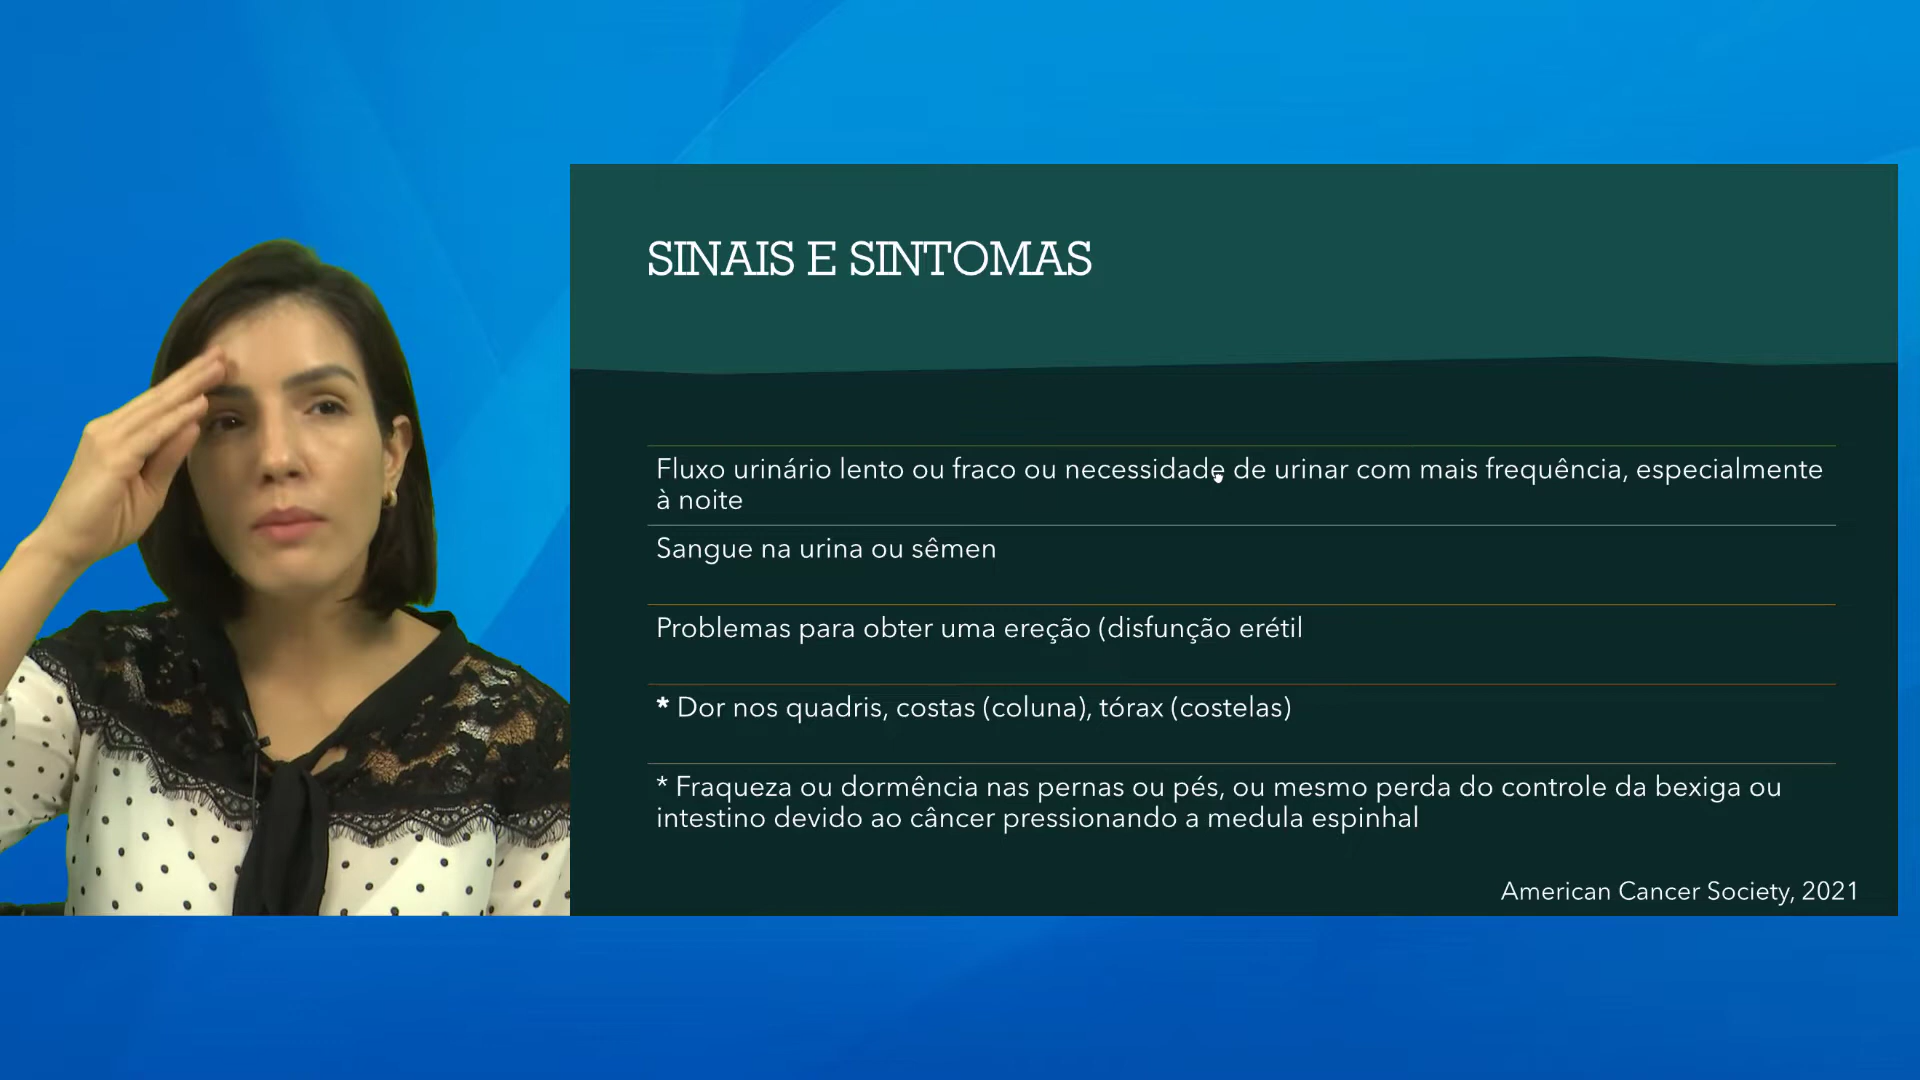 SINAIS E SINTOMAS
Fluxo urinário lento ou fraco ou necessidade de urinar com mais frequência, especialmente
à noite
Sangue na urina ou sêmen
Problemas para obter uma ereção (disfunção erétil
* Dor nos quadris, costas (coluna), tórax (costelas)
* Fraqueza ou dormência nas pernas ou pés, ou mesmo perda do controle da bexiga ou
intestino devido ao câncer pressionando a medula espinhal
American Cancer Society, 2021